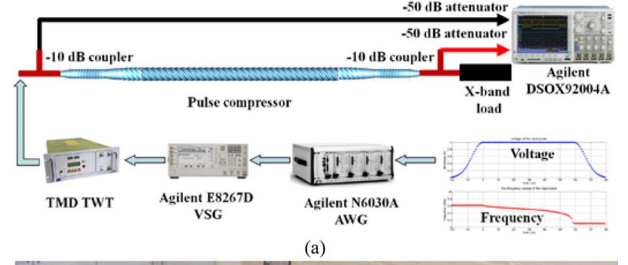 -50 dB attenuator
-50 dB attenuator
-10 dB coupler
-10 dB coupler
Agilent
DSOX92004A
X-band
load
Pulse compressor
Voltage
Frequency
TMD TWT
Agilent E8267D
VSG
Agilent N6030A
AWG
(a)